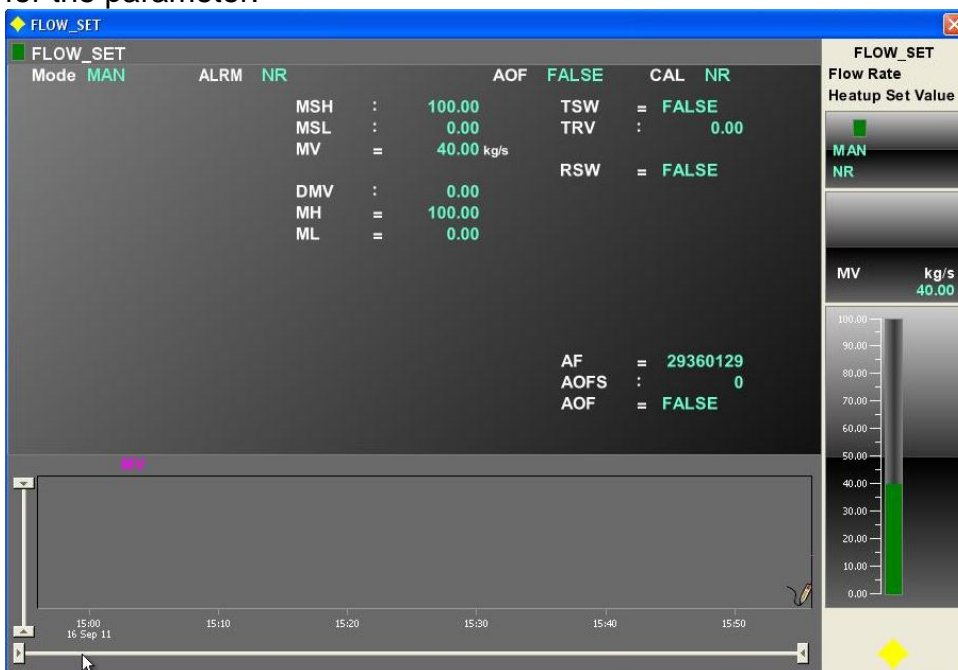 for the parameter.
FLOW_SET
FLOW_SET
Mode MAN ALRM NR AOF FALSE CAL NR
MSH : 100.00 TSW = FALSE
MSL : 0.00 TRV : 0.00
MV = 40.00 kg/s
RSW = FALSE
DMV : 0.00
MH = 100.00
ML = 0.00
AF = 29360129
AOFS : 0
AOF = FALSE
MV
15:00 15:10 15:20 15:30 15:40 15:50
16 Sep 11
FLOW_SET
Flow Rate
Heatup Set Value
MAN
NR
MV kg/s
40.00
100.00
90.00
80.00
70.00
60.00
50.00
40.00
30.00
20.00
10.00
0.00